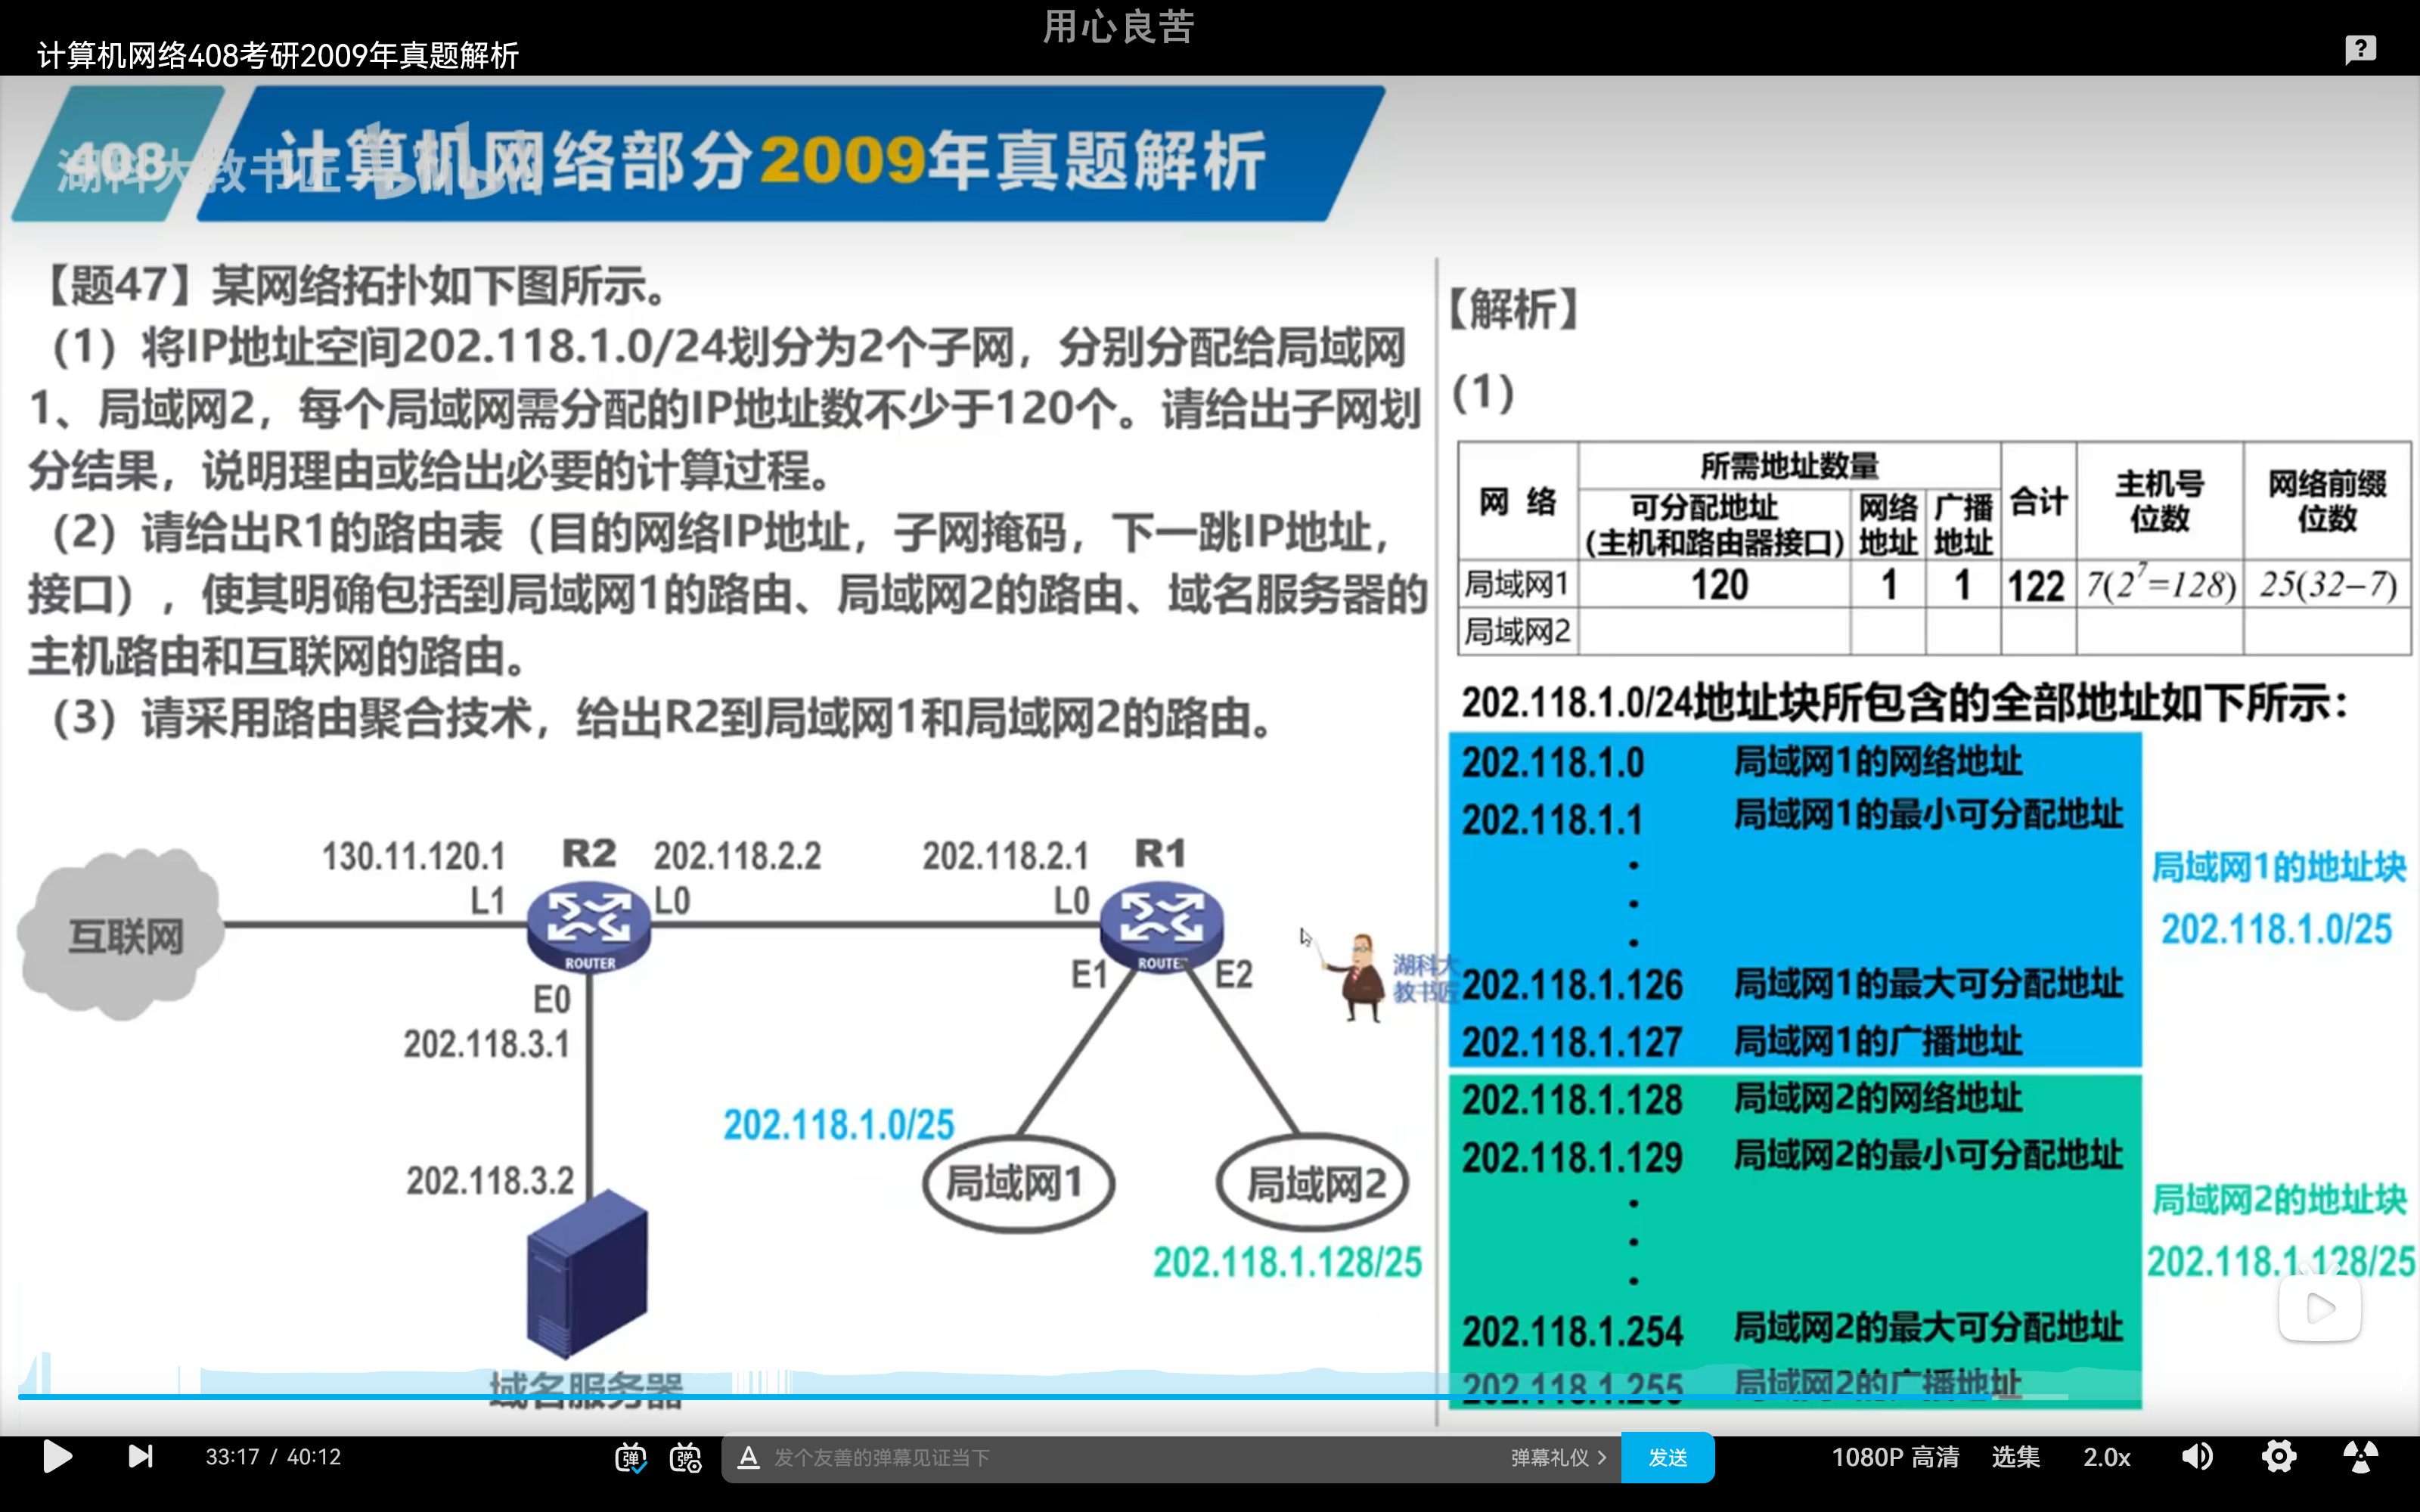 用心良苦
计算机网络408考研2009年真题解析
408
计算机网络部分2009年真题解析
湖科大教书匠 bilibili
【题47】某网络拓扑如下图所示。
（1）将IP地址空间202.118.1.0/24划分为2个子网，分别分配给局域网
1、局域网2，每个局域网需分配的IP地址数不少于120个。请给出子网划
分结果，说明理由或给出必要的计算过程。
（2）请给出R1的路由表（目的网络IP地址，子网掩码，下一跳IP地址，
接口），使其明确包括到局域网1的路由、局域网2的路由、域名服务器的
主机路由和互联网的路由。
（3）请采用路由聚合技术，给出R2到局域网1和局域网2的路由。
130.11.120.1 R2 202.118.2.2 202.118.2.1 R1
L1 L0 L0
互联网
ROUTER ROUTER
E0 E1 E2
202.118.3.1
202.118.1.0/25
202.118.3.2 局域网1 局域网2
202.118.1.128/25
域名服务器
湖科大
教书匠
【解析】
（1）
网 络 所需地址数量 合计 主机号位数 网络前缀位数
可分配地址（主机和路由器接口） 网络地址 广播地址
局域网1 120 1 1 122 7(2^7=128) 25(32−7)
局域网2
202.118.1.0/24地址块所包含的全部地址如下所示：
202.118.1.0 局域网1的网络地址
202.118.1.1 局域网1的最小可分配地址
202.118.1.126 局域网1的最大可分配地址
202.118.1.127 局域网1的广播地址
局域网1的地址块
202.118.1.0/25
202.118.1.128 局域网2的网络地址
202.118.1.129 局域网2的最小可分配地址
202.118.1.254 局域网2的最大可分配地址
202.118.1.255 局域网2的广播地址
局域网2的地址块
202.118.1.128/25
33:17 / 40:12
弹 弹
A 发个友善的弹幕见证当下 弹幕礼仪 > 发送
1080P 高清 选集 2.0x